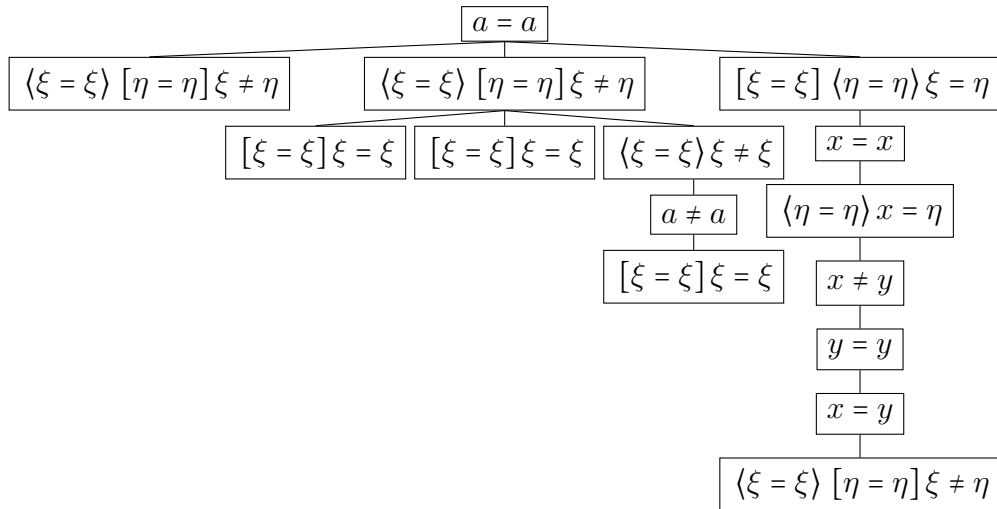 a = a
⟨ξ = ξ⟩ [η = η] ξ ≠ η
⟨ξ = ξ⟩ [η = η] ξ ≠ η
[ξ = ξ] ⟨η = η⟩ ξ = η
[ξ = ξ] ξ = ξ
[ξ = ξ] ξ = ξ
⟨ξ = ξ⟩ ξ ≠ ξ
x = x
a ≠ a
⟨η = η⟩ x = η
[ξ = ξ] ξ = ξ
x ≠ y
y = y
x = y
⟨ξ = ξ⟩ [η = η] ξ ≠ η